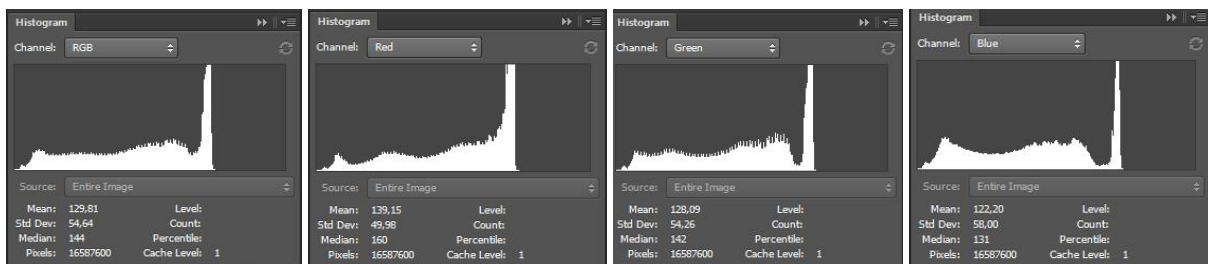 Histogram
Channel: RGB
Source: Entire Image
Mean: 129,81 Level:
Std Dev: 54,64 Count:
Median: 144 Percentile:
Pixels: 16587600 Cache Level: 1
Histogram
Channel: Red
Source: Entire Image
Mean: 139,15 Level:
Std Dev: 49,98 Count:
Median: 160 Percentile:
Pixels: 16587600 Cache Level: 1
Histogram
Channel: Green
Source: Entire Image
Mean: 128,09 Level:
Std Dev: 54,26 Count:
Median: 142 Percentile:
Pixels: 16587600 Cache Level: 1
Histogram
Channel: Blue
Source: Entire Image
Mean: 122,20 Level:
Std Dev: 58,00 Count:
Median: 131 Percentile:
Pixels: 16587600 Cache Level: 1